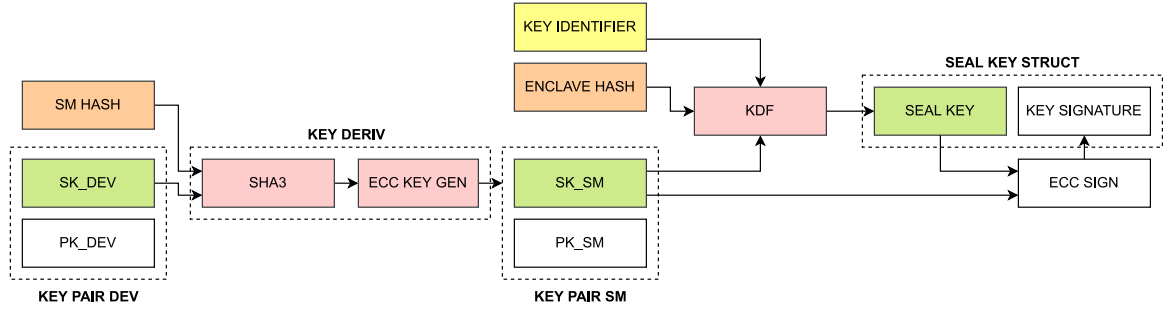 KEY IDENTIFIER
SEAL KEY STRUCT
SM HASH
ENCLAVE HASH
KDF
SEAL KEY
KEY SIGNATURE
KEY DERIV
SK_DEV
SHA3
ECC KEY GEN
SK_SM
ECC SIGN
PK_DEV
PK_SM
KEY PAIR DEV
KEY PAIR SM